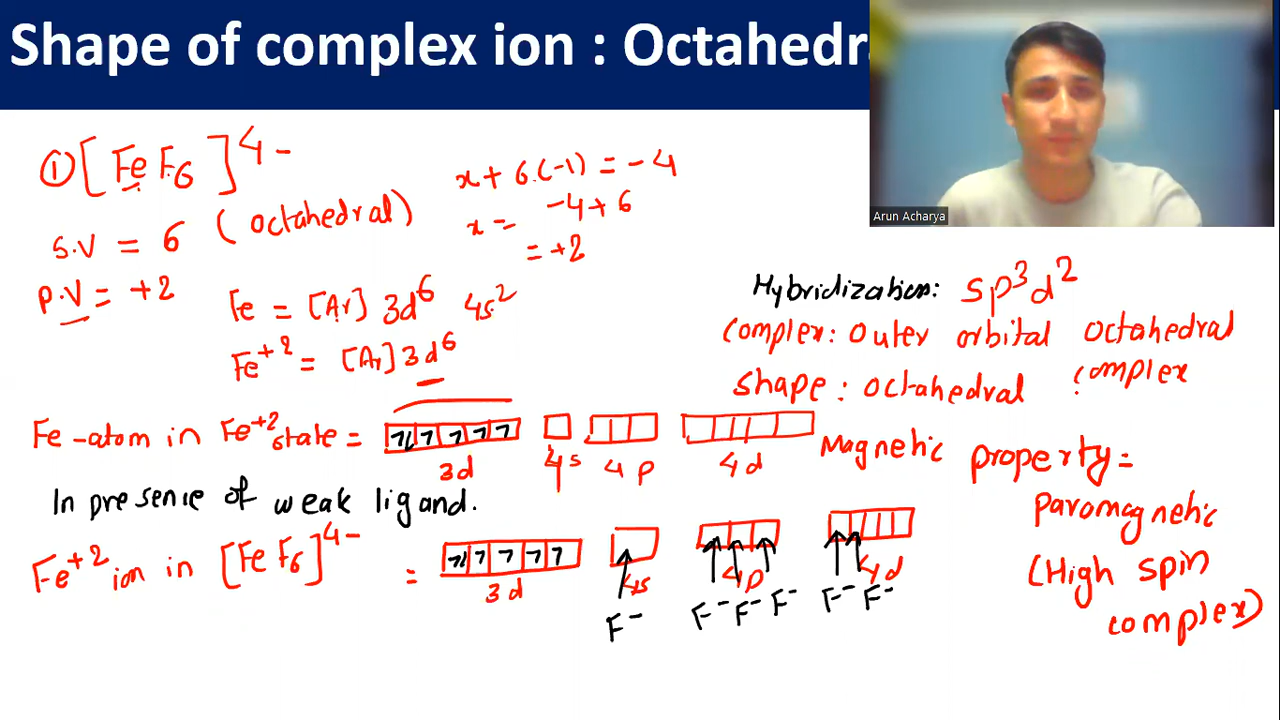 Shape of complex ion : Octahedra
Arun Acharya
① [FeF6]4-
S.V = 6 (octahedral)
P.V = +2
x + 6.(-1) = -4
x = -4+6
= +2
Fe = [Ar] 3d6 4s2
Fe+2 = [Ar] 3d6
Hybridization: sp3d2
Complex: Outer orbital octahedral complex
Shape: octahedral
Fe-atom in Fe+2 state =
3d 4s 4p 4d
Magnetic property =
Paramagnetic
(High spin
complex)
In presence of weak ligand.
Fe+2 ion in [FeF6]4- =
3d 4s 4p 4d
F- F- F- F- F- F-